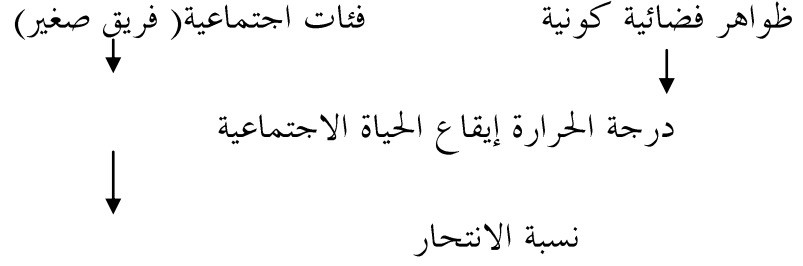 ظواهر فضائية كونية فئات اجتماعية( فريق صغير)
درجة الحرارة إيقاع الحياة الاجتماعية
نسبة الانتحار